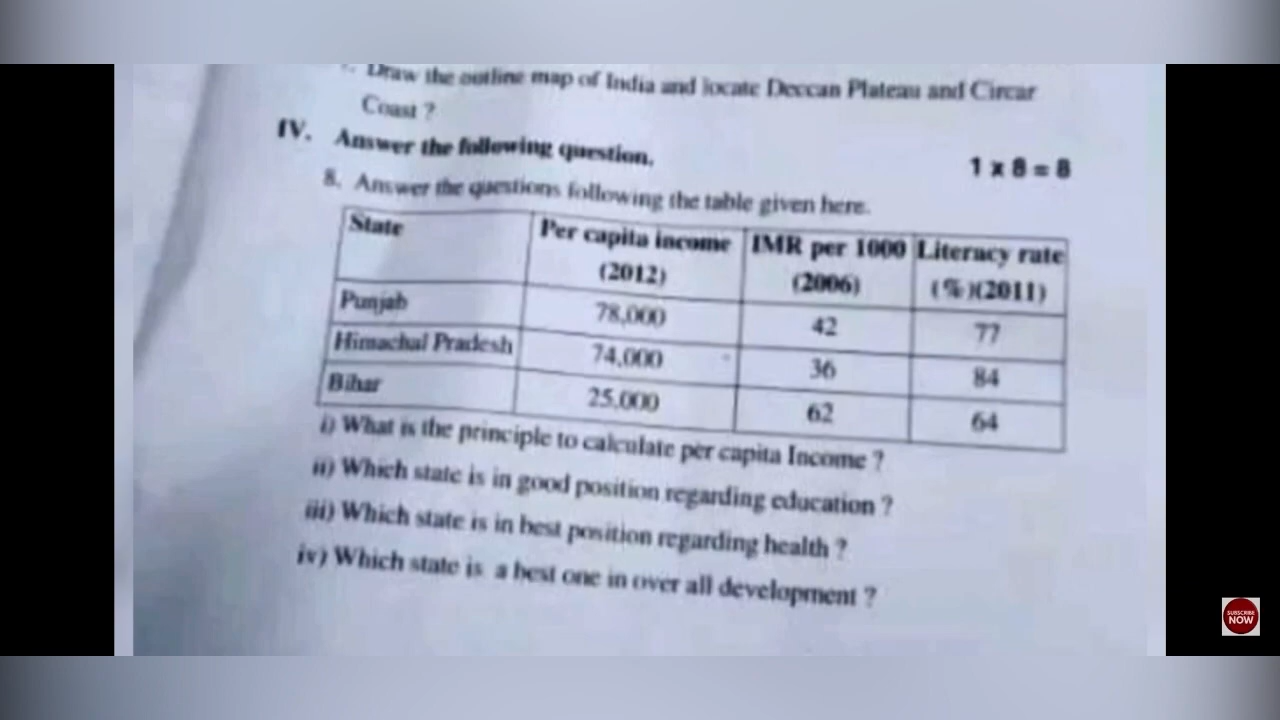 Draw the outline map of India and locate Deccan Plateau and Circar
Coast ?
IV. Answer the following question. 1 x 8 = 8
8. Answer the questions following the table given here.
State Per capita income (2012) IMR per 1000 (2006) Literacy rate (%)(2011)
Punjab 78,000 42 77
Himachal Pradesh 74,000 36 84
Bihar 25,000 62 64
i) What is the principle to calculate per capita Income ?
ii) Which state is in good position regarding education ?
iii) Which state is in best position regarding health ?
iv) Which state is a best one in over all development ?
SUBSCRIBE
NOW